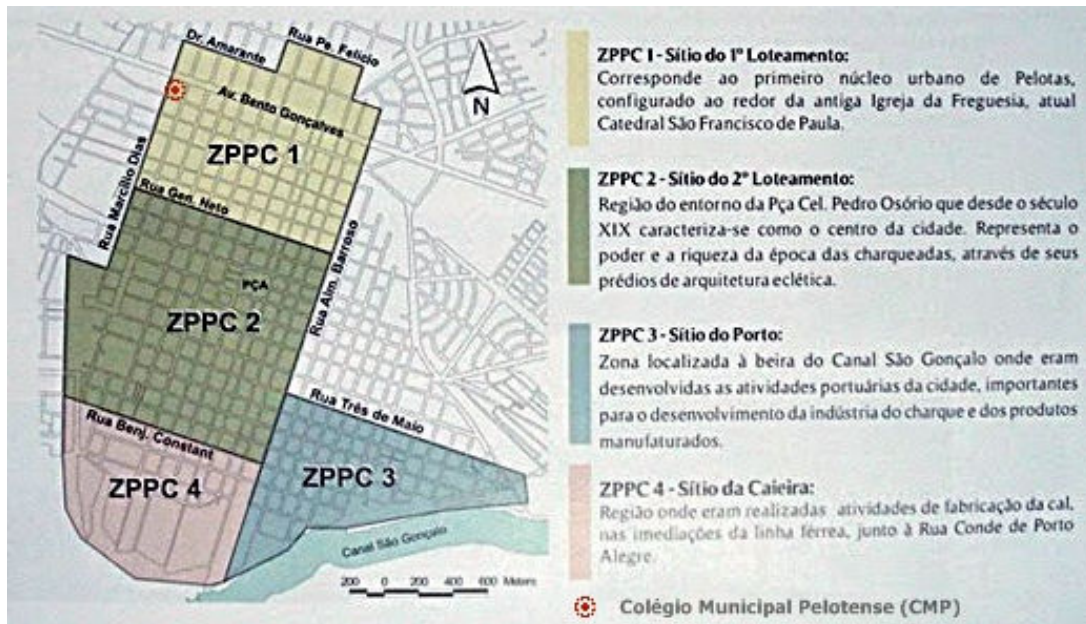 Dr. Amarante
Rua Pe. Felício
Av. Bento Gonçalves
N
ZPPC 1
Rua Marcílio Dias
Rua Gen. Neto
Rua Alm. Barroso
PÇA
ZPPC 2
Rua Três de Maio
Rua Benj. Constant
ZPPC 4
ZPPC 3
Canal São Gonçalo
200 0 200 400 600 Meters
ZPPC 1 - Sítio do 1º Loteamento:
Corresponde ao primeiro núcleo urbano de Pelotas,
configurado ao redor da antiga Igreja da Freguesia, atual
Catedral São Francisco de Paula.
ZPPC 2 - Sítio do 2º Loteamento:
Região do entorno da Pça Cel. Pedro Osório que desde o século
XIX caracteriza-se como o centro da cidade. Representa o
poder e a riqueza da época das charqueadas, através de seus
prédios de arquitetura eclética.
ZPPC 3 - Sítio do Porto:
Zona localizada à beira do Canal São Gonçalo onde eram
desenvolvidas as atividades portuárias da cidade, importantes
para o desenvolvimento da indústria do charque e dos produtos
manufaturados.
ZPPC 4 - Sítio da Caieira:
Região onde eram realizadas atividades de fabricação da cal,
nas imediações da linha férrea, junto à Rua Conde de Porto
Alegre.
Colégio Municipal Pelotense (CMP)